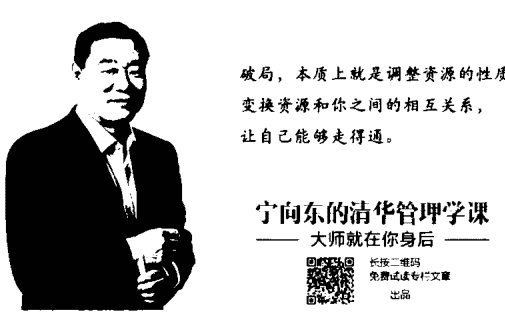 破局，本质上就是调整资源的性质
变换资源和你之间的相互关系，
让自己能够走得通。
宁向东的清华管理学课
大师就在你身后
长按二维码
免费试读专栏文章
出品